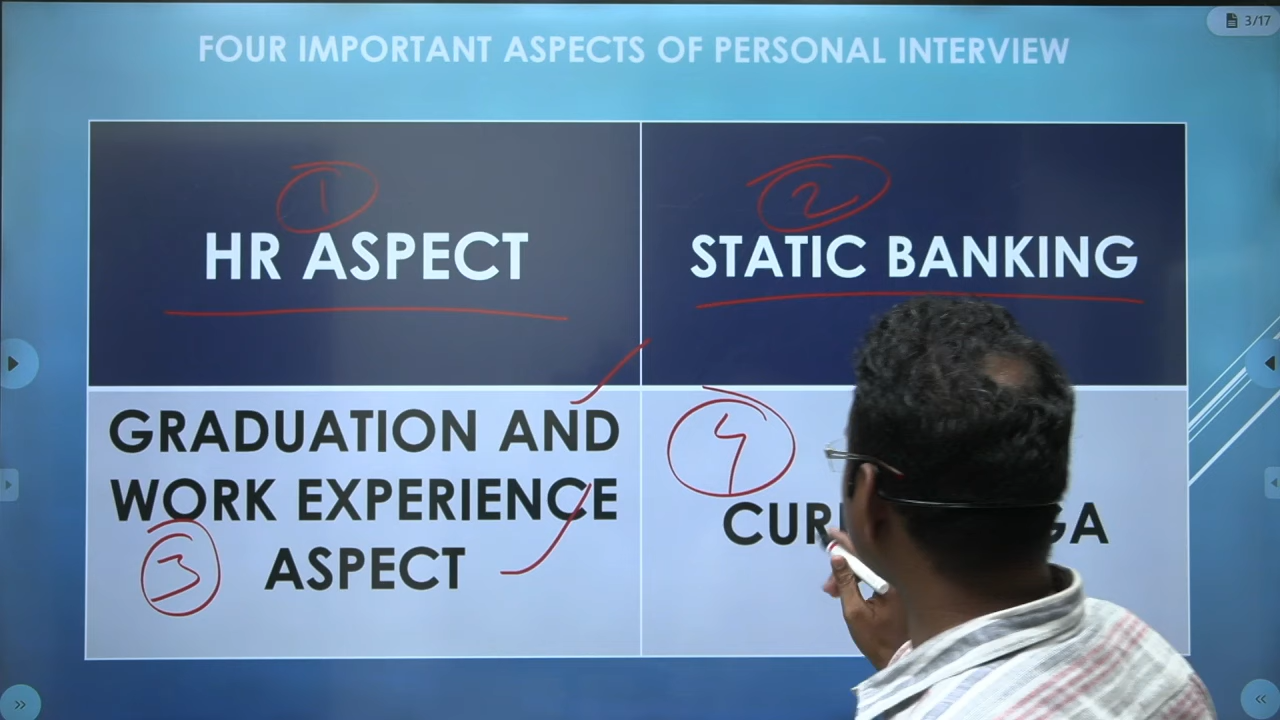 3/17
FOUR IMPORTANT ASPECTS OF PERSONAL INTERVIEW
1
HR ASPECT
2
STATIC BANKING
GRADUATION AND
WORK EXPERIENCE
ASPECT
3
4